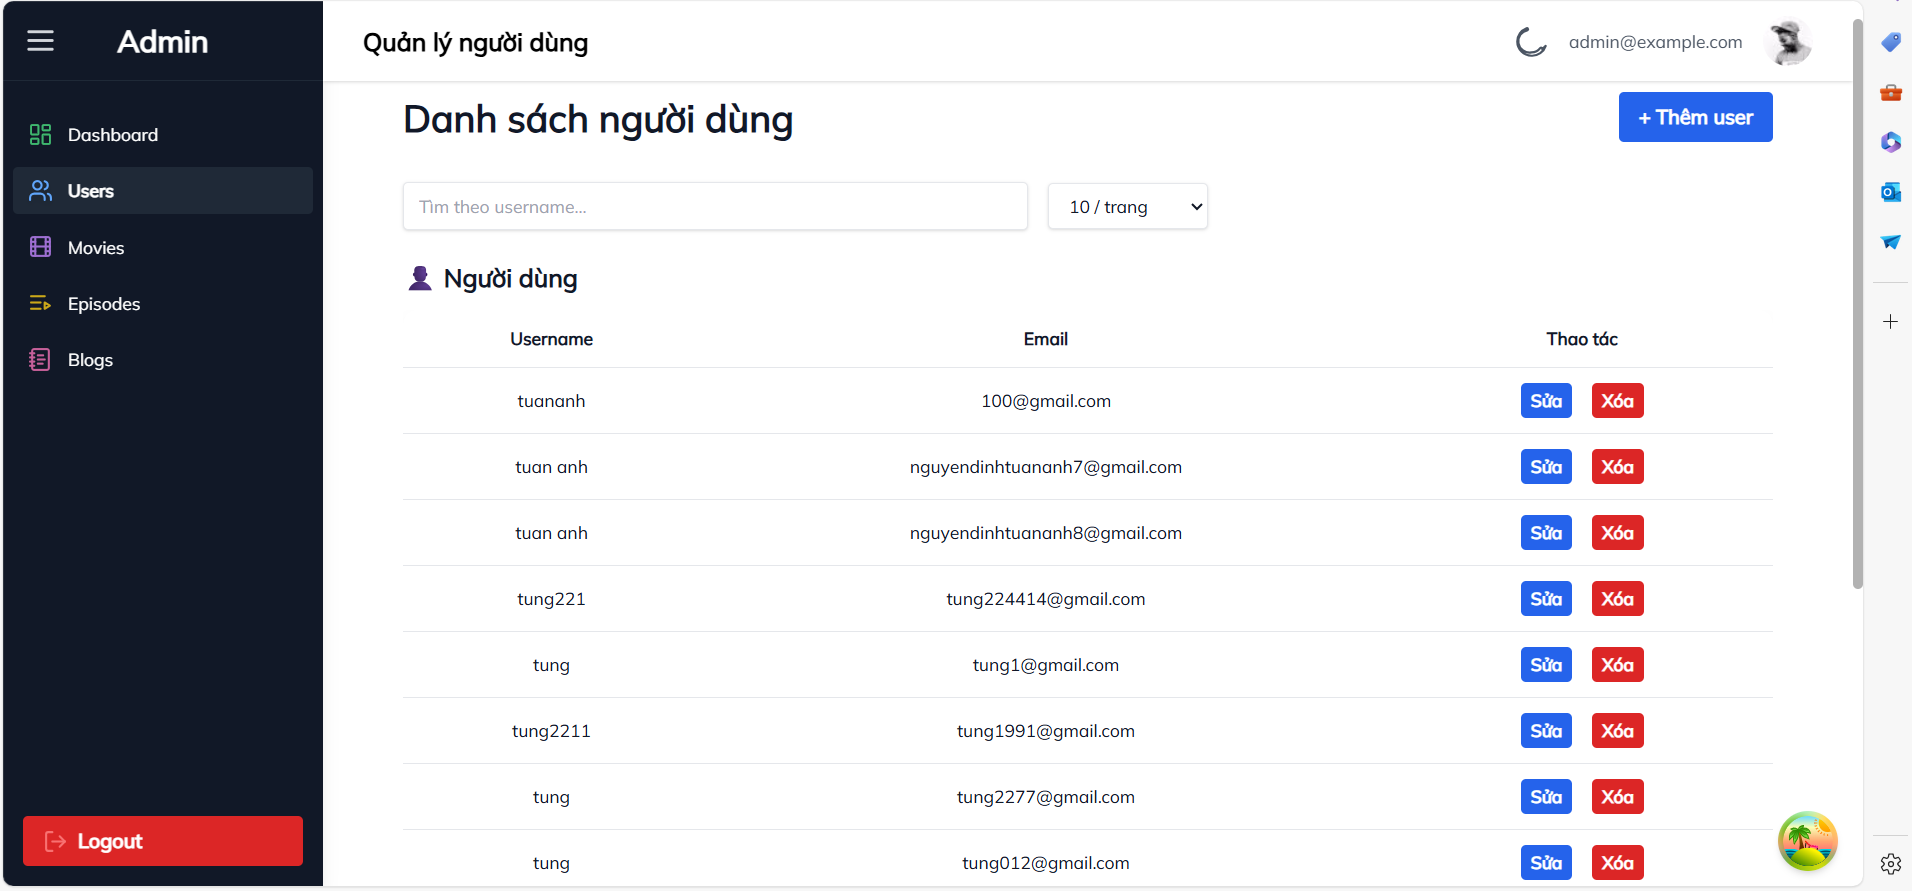 Admin
Quản lý người dùng
admin@example.com
Dashboard
Users
Movies
Episodes
Blogs
Logout
Danh sách người dùng
+ Thêm user
Tìm theo username...
10 / trang
Người dùng
Username Email Thao tác
tuananh 100@gmail.com Sửa Xóa
tuan anh nguyendinhtuananh7@gmail.com Sửa Xóa
tuan anh nguyendinhtuananh8@gmail.com Sửa Xóa
tung221 tung224414@gmail.com Sửa Xóa
tung tung1@gmail.com Sửa Xóa
tung2211 tung1991@gmail.com Sửa Xóa
tung tung2277@gmail.com Sửa Xóa
tung tung012@gmail.com Sửa Xóa